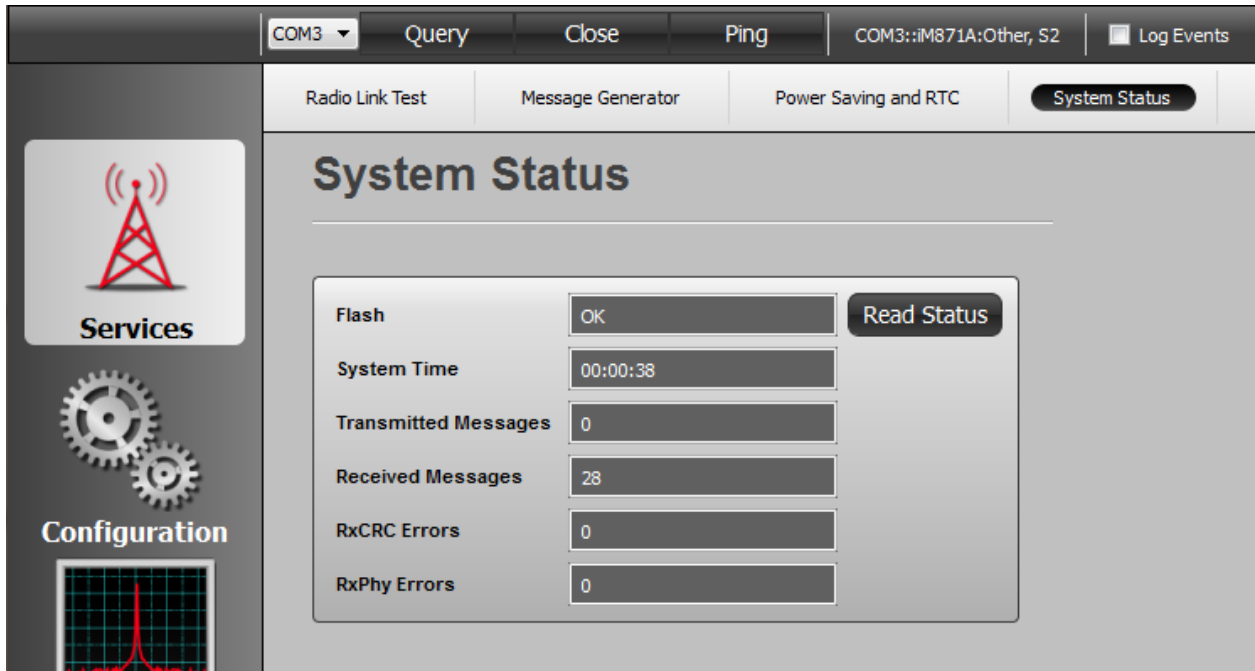 COM3 Query Close Ping COM3::iM871A:Other, S2 Log Events
Radio Link Test Message Generator Power Saving and RTC System Status
Services
Configuration
System Status
Flash OK Read Status
System Time 00:00:38
Transmitted Messages 0
Received Messages 28
RxCRC Errors 0
RxPhy Errors 0